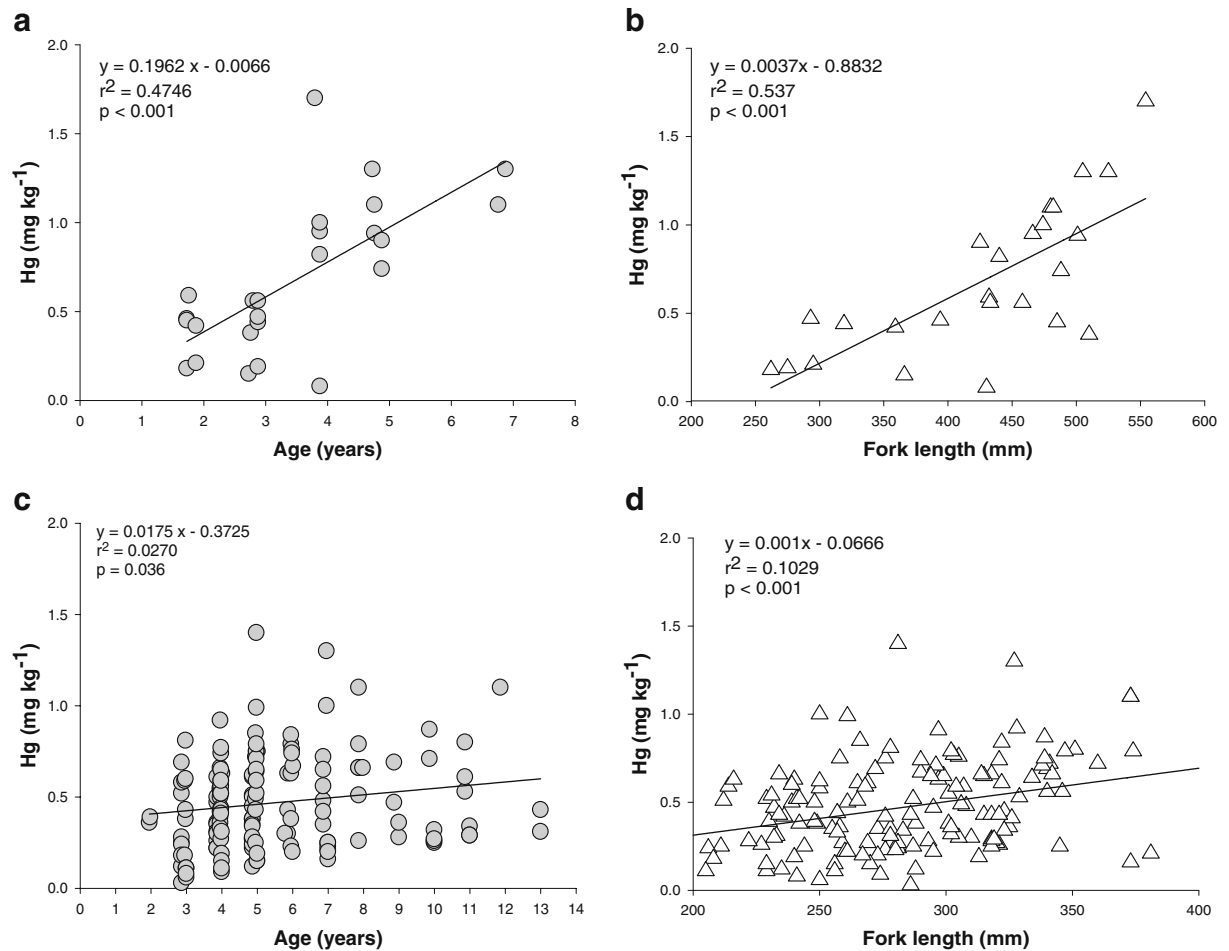 a
y = 0.1962 x - 0.0066
r² = 0.4746
p < 0.001
Hg (mg kg⁻¹)
2.0
1.5
1.0
0.5
0.0
0 1 2 3 4 5 6 7 8
Age (years)
b
y = 0.0037x - 0.8832
r² = 0.537
p < 0.001
Hg (mg kg⁻¹)
2.0
1.5
1.0
0.5
0.0
200 250 300 350 400 450 500 550 600
Fork length (mm)
c
y = 0.0175 x - 0.3725
r² = 0.0270
p = 0.036
Hg (mg kg⁻¹)
2.0
1.5
1.0
0.5
0.0
0 1 2 3 4 5 6 7 8 9 10 11 12 13 14
Age (years)
d
y = 0.001x - 0.0666
r² = 0.1029
p < 0.001
Hg (mg kg⁻¹)
2.0
1.5
1.0
0.5
0.0
200 250 300 350 400
Fork length (mm)